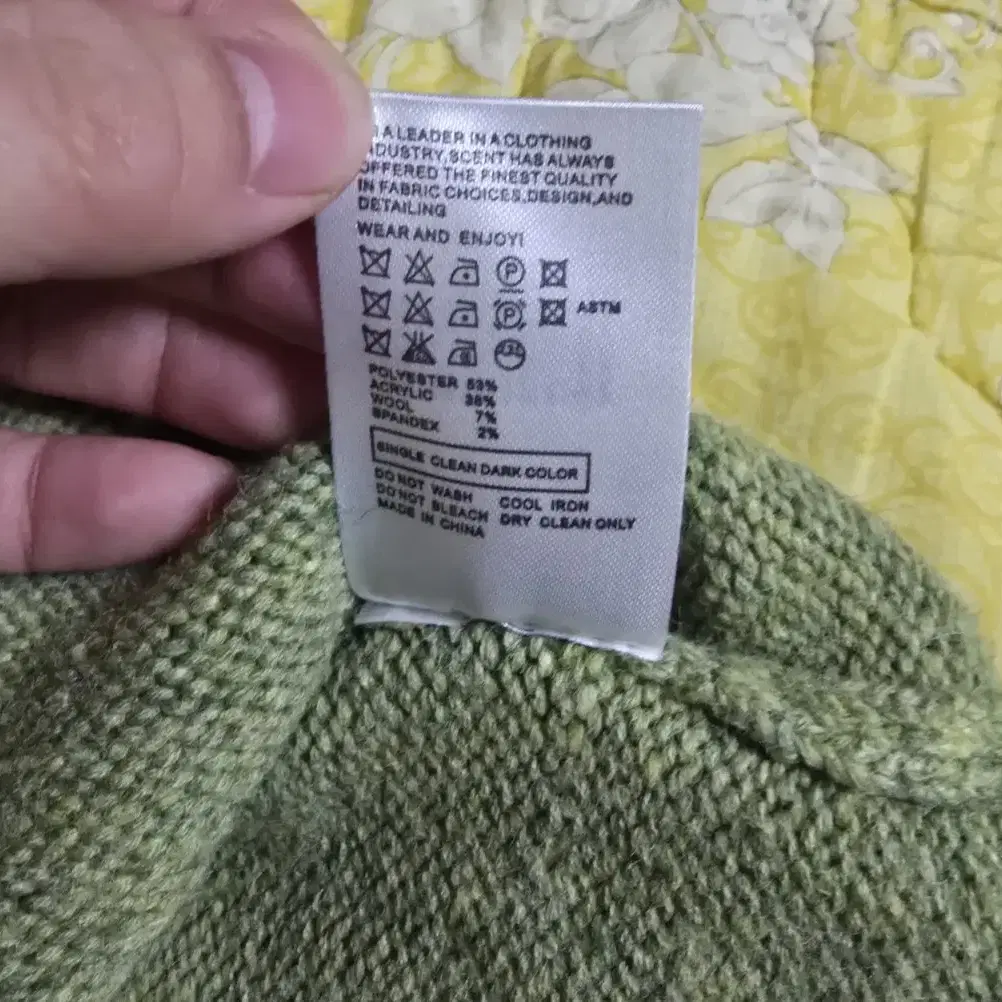 A LEADER IN A CLOTHING
INDUSTRY, SCENT HAS ALWAYS
OFFERED THE FINEST QUALITY
IN FABRIC CHOICES,DESIGN,AND
DETAILING
WEAR AND ENJOY!
P
P ASTM
POLYESTER 53%
ACRYLIC 38%
WOOL 7%
SPANDEX 2%
SINGLE CLEAN DARK COLOR
DO NOT WASH COOL IRON
DO NOT BLEACH DRY CLEAN ONLY
MADE IN CHINA